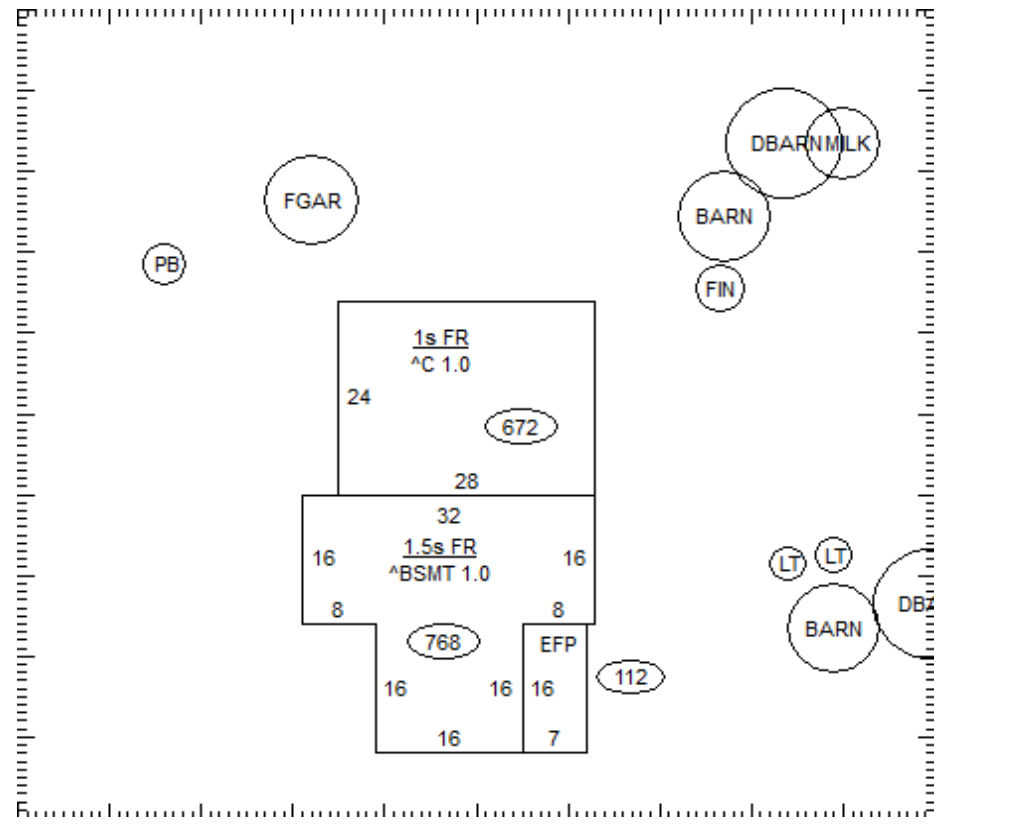 DBARN MILK
FGAR
BARN
PB
FIN
1s FR
^C 1.0
24
672
28
32
1.5s FR
16
16
^BSMT 1.0
LT
LT
8
8
DBA
BARN
768
EFP
112
16
16
16
16
7